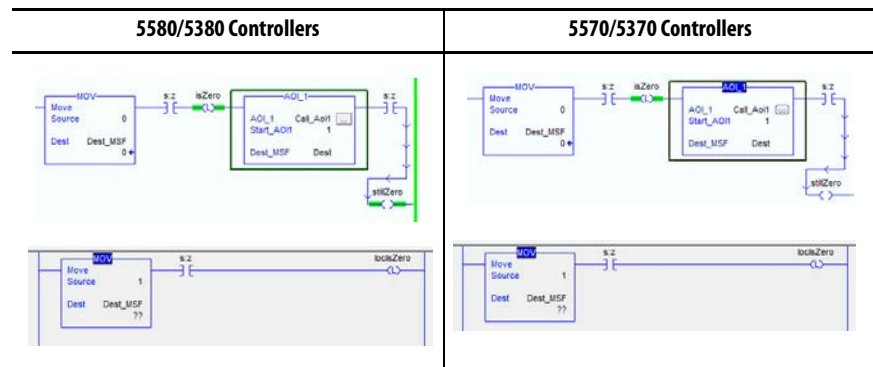 5580/5380 Controllers
5570/5370 Controllers
MOV
Move
Source 0
Dest Dest_MSF
0
s:z
isZero
L
AOI_1
AOI_1 Call_Aoi1 ...
Start_AOI1 1
Dest_MSF Dest
s:z
stillZero
MOV
Move
Source 0
Dest Dest_MSF
0
s:z
isZero
L
AOI_1
AOI_1 Call_Aoi1 ...
Start_AOI1 1
Dest_MSF Dest
s:z
stillZero
MOV
Move
Source 1
Dest Dest_MSF
??
s:z
locIsZero
L
MOV
Move
Source 1
Dest Dest_MSF
??
s:z
locIsZero
L